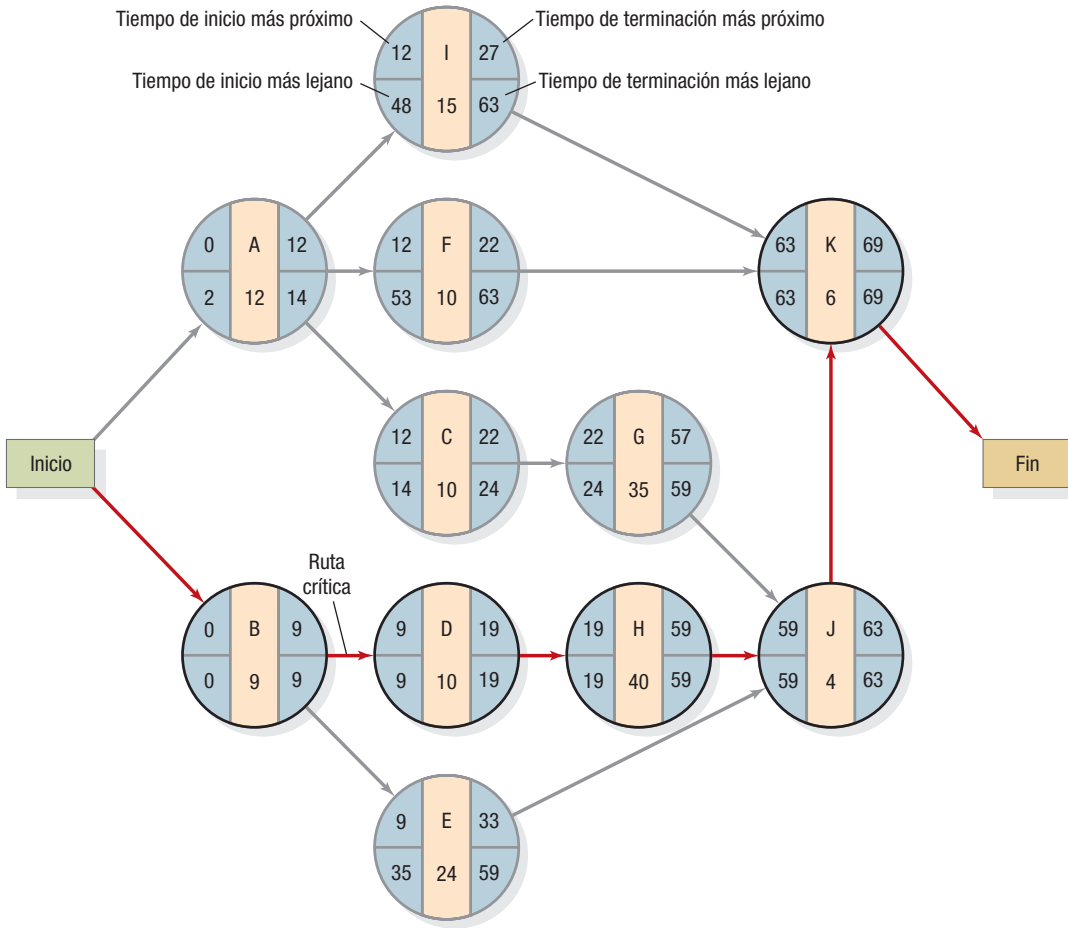 Tiempo de inicio más próximo
Tiempo de terminación más próximo
12 I 27
Tiempo de inicio más lejano
Tiempo de terminación más lejano
48 15 63
0 A 12
2 12 14
12 F 22
53 10 63
63 K 69
63 6 69
12 C 22
14 10 24
22 G 57
24 35 59
Inicio
Fin
Ruta
crítica
0 B 9
0 9 9
9 D 19
9 10 19
19 H 59
19 40 59
59 J 63
59 4 63
9 E 33
35 24 59